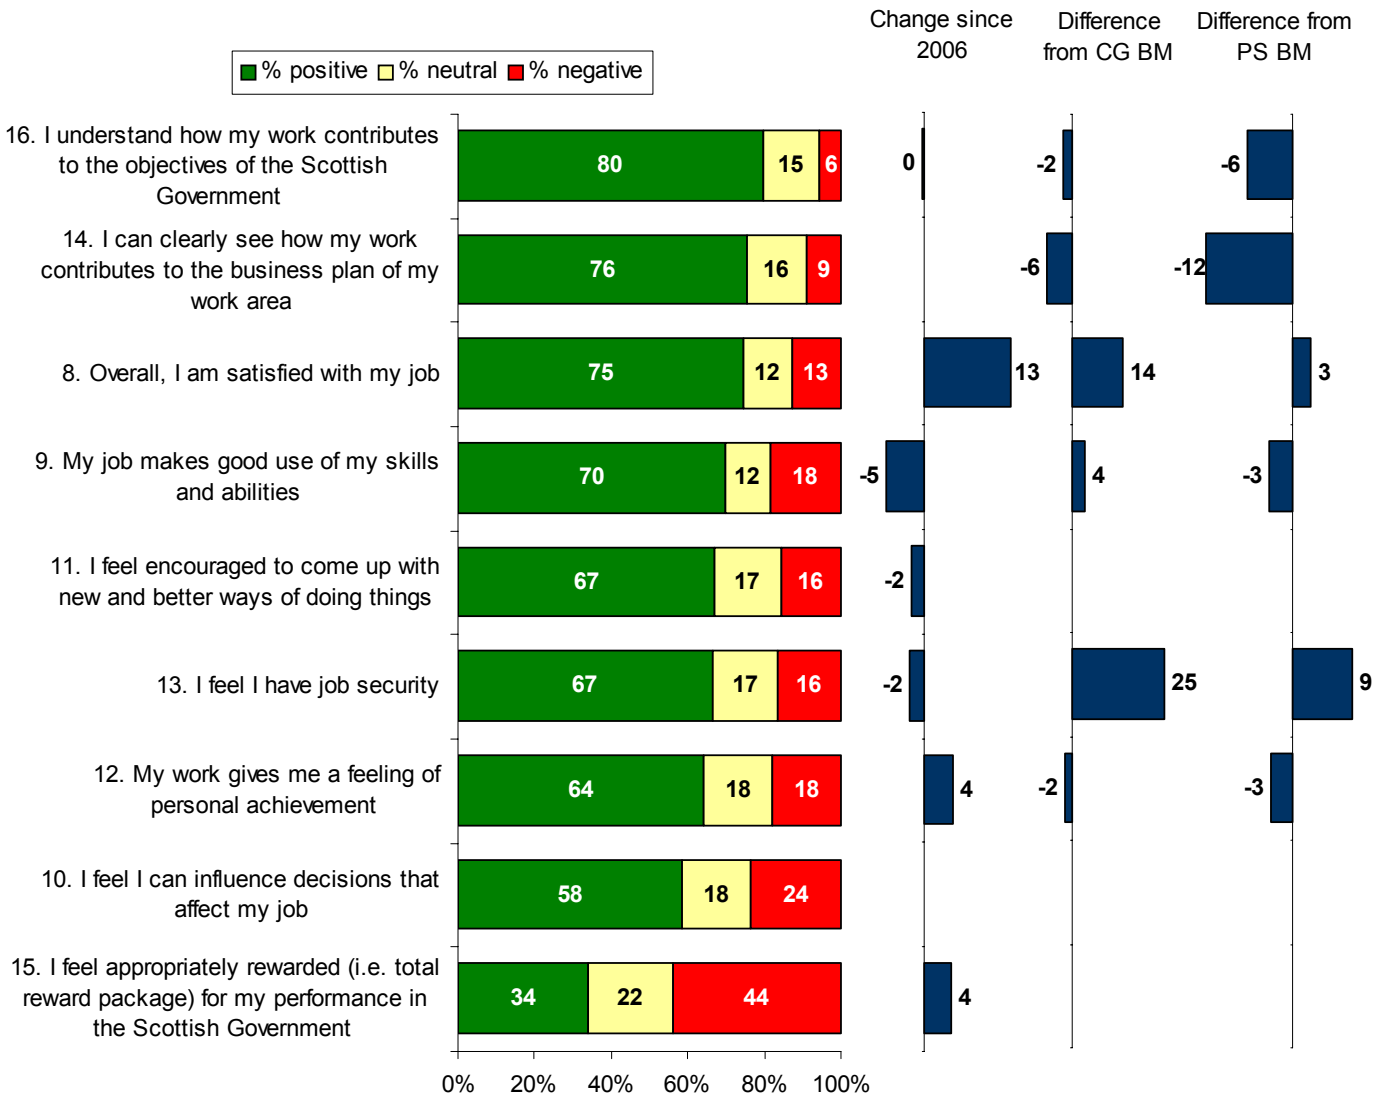 Change since
2006
Difference
from CG BM
Difference from
PS BM
% positive % neutral % negative
16. I understand how my work contributes
to the objectives of the Scottish
Government
80 15 6 0 -2 -6
14. I can clearly see how my work
contributes to the business plan of my
work area
76 16 9 -6 -12
8. Overall, I am satisfied with my job
75 12 13 13 14 3
9. My job makes good use of my skills
and abilities
70 12 18 -5 4 -3
11. I feel encouraged to come up with
new and better ways of doing things
67 17 16 -2
13. I feel I have job security
67 17 16 -2 25 9
12. My work gives me a feeling of
personal achievement
64 18 18 4 -2 -3
10. I feel I can influence decisions that
affect my job
58 18 24
15. I feel appropriately rewarded (i.e. total
reward package) for my performance in
the Scottish Government
34 22 44 4
0% 20% 40% 60% 80% 100%